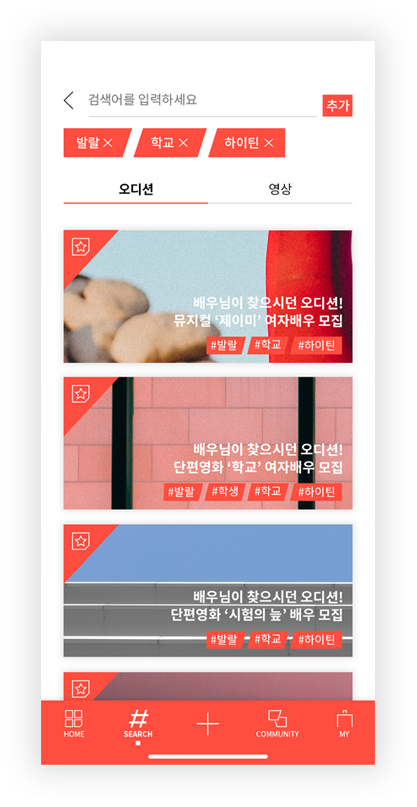 검색어를 입력하세요
추가
발랄
학교
하이틴
오디션
영상
배우님이 찾으시던 오디션!
뮤지컬 ‘제이미’ 여자배우 모집
#발랄 #학교 #하이틴
배우님이 찾으시던 오디션!
단편영화 ‘학교’ 여자배우 모집
#발랄 #학생 #학교 #하이틴
배우님이 찾으시던 오디션!
단편영화 ‘시험의 늪’ 배우 모집
#발랄 #학교 #하이틴
HOME
SEARCH
COMMUNITY
MY